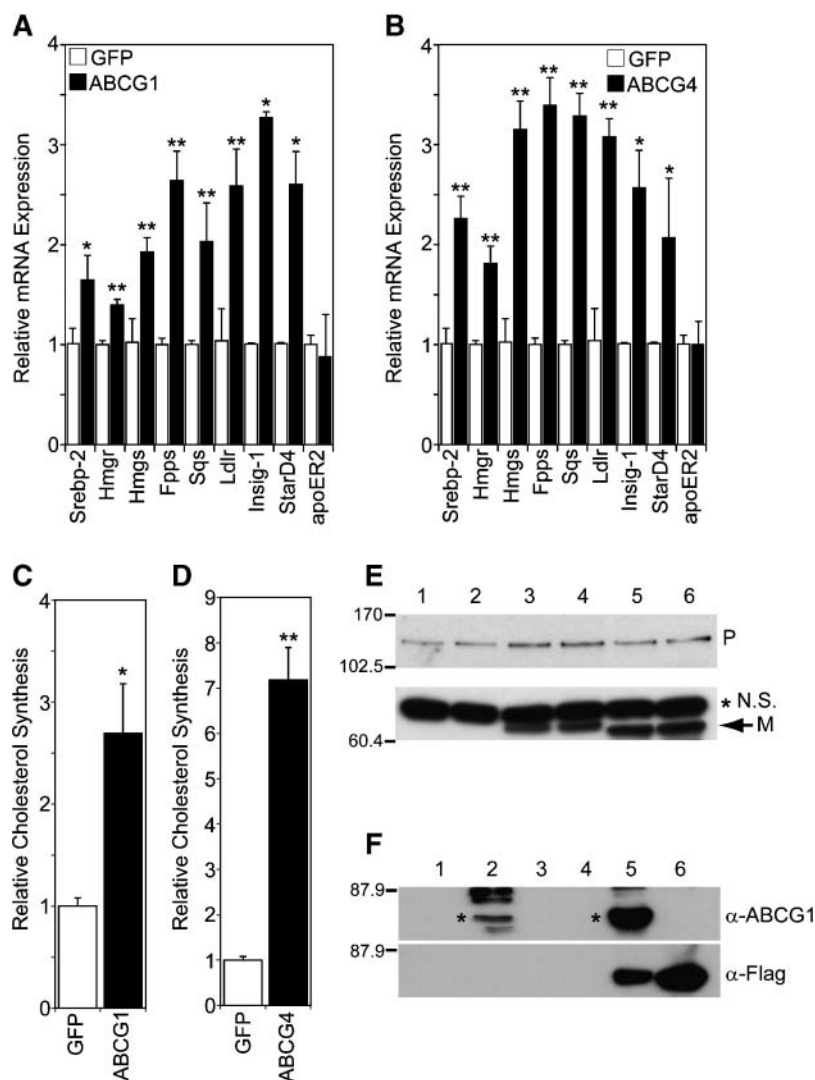 A
B
4
3
2
1
0
Relative mRNA Expression
GFP
ABCG1
*
**
**
**
**
**
*
*
Srebp-2
Hmgr
Hmgs
Fpps
Sqs
Ldlr
Insig-1
StarD4
apoER2
4
3
2
1
0
Relative mRNA Expression
GFP
ABCG4
**
**
**
**
**
**
*
*
Srebp-2
Hmgr
Hmgs
Fpps
Sqs
Ldlr
Insig-1
StarD4
apoER2
C
4
3
2
1
0
Relative Cholesterol Synthesis
*
GFP
ABCG1
D
9
8
7
6
5
4
3
2
1
0
Relative Cholesterol Synthesis
**
GFP
ABCG4
E
1 2 3 4 5 6
170
P
102.5
* N.S.
M
60.4
F
1 2 3 4 5 6
87.9
* *
α-ABCG1
87.9
α-Flag